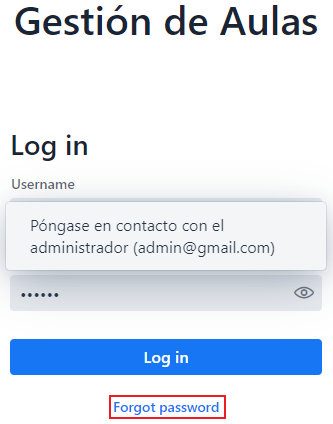 Gestión de Aulas
Log in
Username
Póngase en contacto con el
administrador (admin@gmail.com)
••••••
Log in
Forgot password